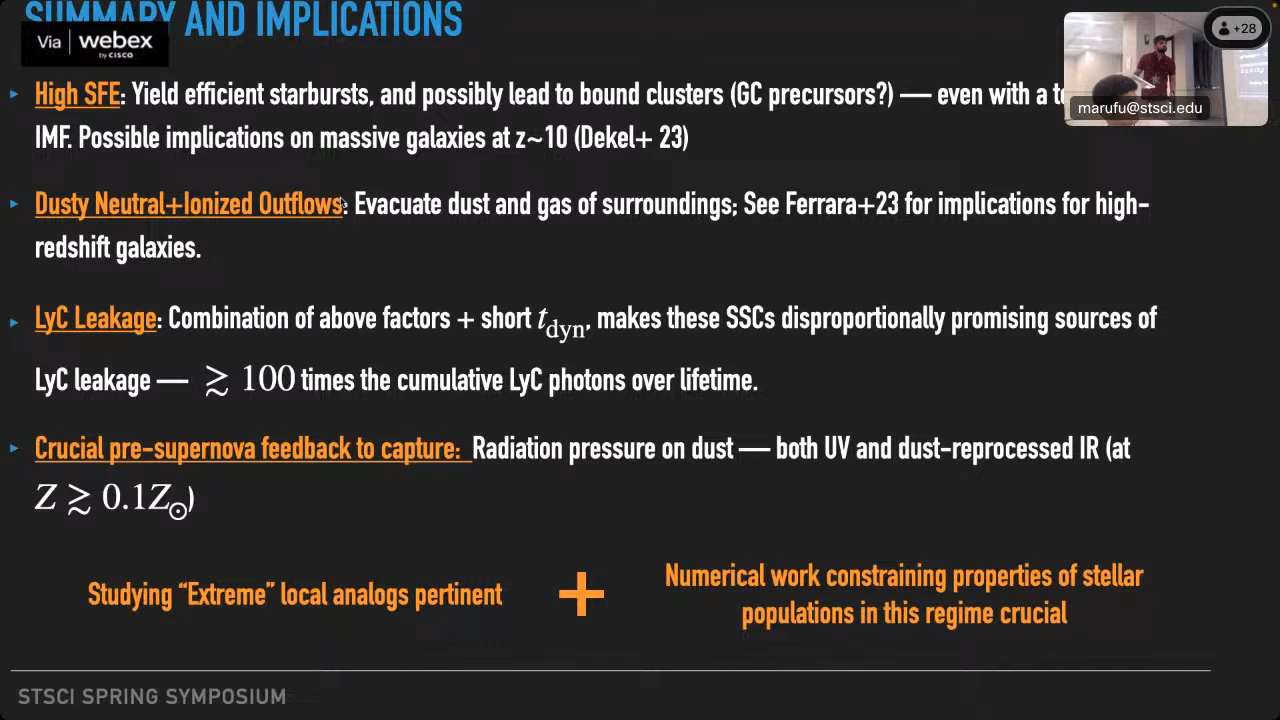 SUMMARY AND IMPLICATIONS
Via webex
by CISCO
+28
marufu@stsci.edu
High SFE: Yield efficient starbursts, and possibly lead to bound clusters (GC precursors?) — even with a
IMF. Possible implications on massive galaxies at z~10 (Dekel+ 23)
Dusty Neutral+Ionized Outflows: Evacuate dust and gas of surroundings; See Ferrara+23 for implications for high-
redshift galaxies.
LyC Leakage: Combination of above factors + short t_dyn, makes these SSCs disproportionally promising sources of
LyC leakage — ≳ 100 times the cumulative LyC photons over lifetime.
Crucial pre-supernova feedback to capture: Radiation pressure on dust — both UV and dust-reprocessed IR (at
Z ≳ 0.1Z⊙)
Studying “Extreme” local analogs pertinent
+
Numerical work constraining properties of stellar
populations in this regime crucial
STSCI SPRING SYMPOSIUM